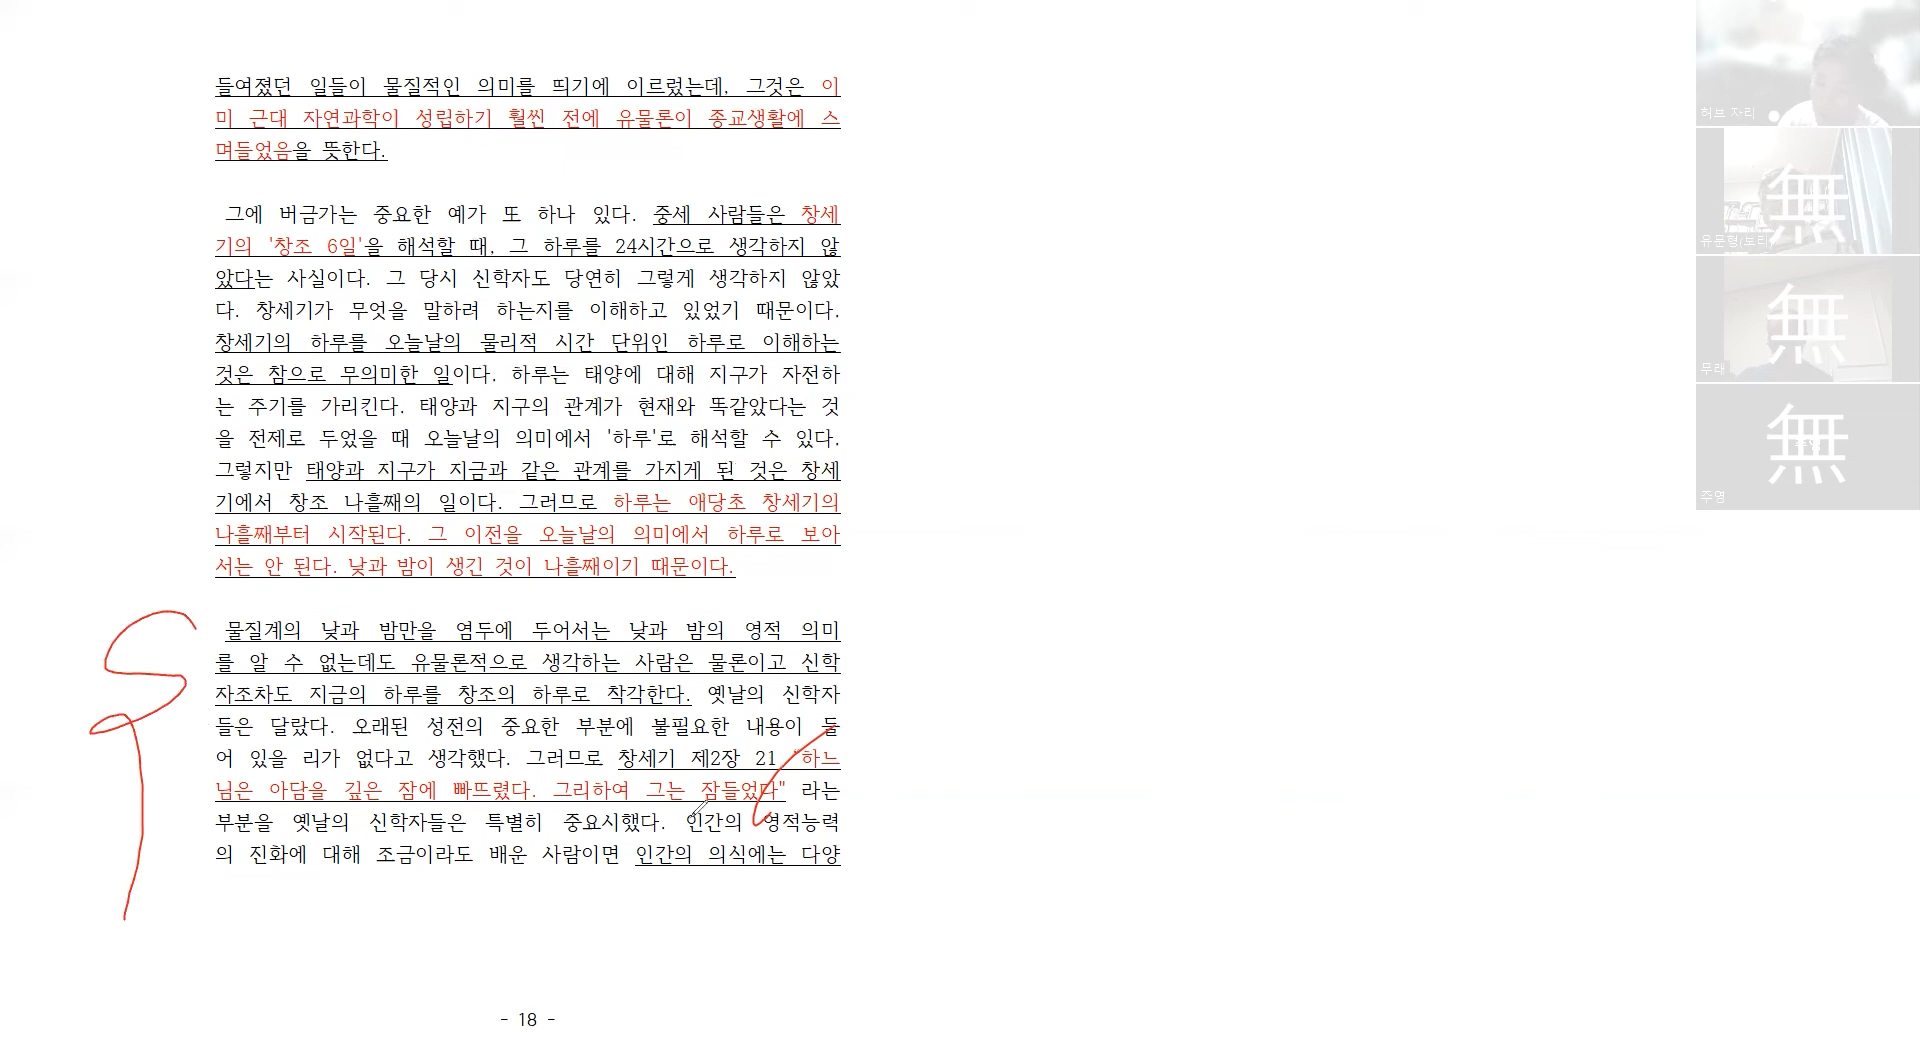 들여졌던 일들이 물질적인 의미를 띄기에 이르렀는데, 그것은 이
미 근대 자연과학이 성립하기 훨씬 전에 유물론이 종교생활에 스
며들었음을 뜻한다.
그에 버금가는 중요한 예가 또 하나 있다. 중세 사람들은 창세
기의 '창조 6일'을 해석할 때, 그 하루를 24시간으로 생각하지 않
았다는 사실이다. 그 당시 신학자도 당연히 그렇게 생각하지 않았
다. 창세기가 무엇을 말하려 하는지를 이해하고 있었기 때문이다.
창세기의 하루를 오늘날의 물리적 시간 단위인 하루로 이해하는
것은 참으로 무의미한 일이다. 하루는 태양에 대해 지구가 자전하
는 주기를 가리킨다. 태양과 지구의 관계가 현재와 똑같았다는 것
을 전제로 두었을 때 오늘날의 의미에서 '하루'로 해석할 수 있다.
그렇지만 태양과 지구가 지금과 같은 관계를 가지게 된 것은 창세
기에서 창조 나흘째의 일이다. 그러므로 하루는 애당초 창세기의
나흘째부터 시작된다. 그 이전을 오늘날의 의미에서 하루로 보아
서는 안 된다. 낮과 밤이 생긴 것이 나흘째이기 때문이다.
물질계의 낮과 밤만을 염두에 두어서는 낮과 밤의 영적 의미
를 알 수 없는데도 유물론적으로 생각하는 사람은 물론이고 신학
자조차도 지금의 하루를 창조의 하루로 착각한다. 옛날의 신학자
들은 달랐다. 오래된 성전의 중요한 부분에 불필요한 내용이 들
어 있을 리가 없다고 생각했다. 그러므로 창세기 제2장 21 "하느
님은 아담을 깊은 잠에 빠뜨렸다. 그리하여 그는 잠들었다" 라는
부분을 옛날의 신학자들은 특별히 중요시했다. 인간의 영적능력
의 진화에 대해 조금이라도 배운 사람이면 인간의 의식에는 다양
- 18 -
허브 자리
無
유문형(보리)
無
무래
無
주영